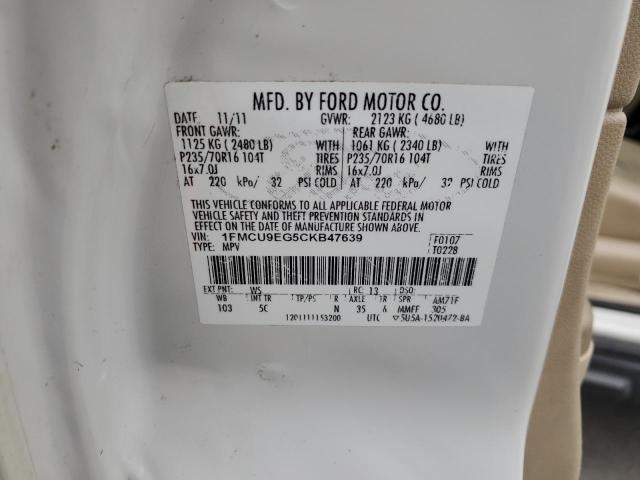 MFD. BY FORD MOTOR CO.
DATE: 11/11 GVWR: 2123 KG ( 4680 LB)
FRONT GAWR: REAR GAWR:
1125 KG ( 2480 LB) WITH 1061 KG ( 2340 LB) WITH
P235/70R16 104T TIRES P235/70R16 104T TIRES
16x7.0J RIMS 16x7.0J RIMS
AT 220 kPa/ 32 PSI COLD AT 220 kPa/ 32 PSI COLD
THIS VEHICLE CONFORMS TO ALL APPLICABLE FEDERAL MOTOR
VEHICLE SAFETY AND THEFT PREVENTION STANDARDS IN
EFFECT ON THE DATE OF MANUFACTURE SHOWN ABOVE.
VIN: 1FMCU9EG5CKB47639 F0107
TYPE: MPV T0228
EXT PNT: WS RC: 13 DSO:
WB INT TR TP/PS R AXLE TR SPR AM71F
103 5C N 35 6 MMFF 305
1201111153200 UTC ▽5U5A-1520472-BA